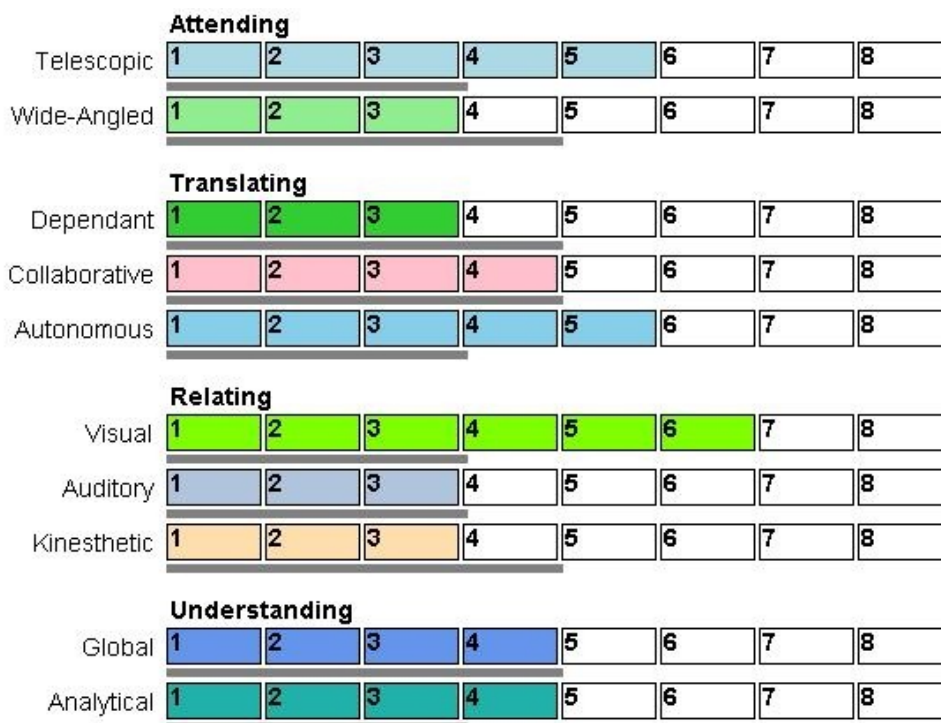 Attending
Telescopic 1 2 3 4 5 6 7 8
Wide-Angled 1 2 3 4 5 6 7 8
Translating
Dependant 1 2 3 4 5 6 7 8
Collaborative 1 2 3 4 5 6 7 8
Autonomous 1 2 3 4 5 6 7 8
Relating
Visual 1 2 3 4 5 6 7 8
Auditory 1 2 3 4 5 6 7 8
Kinesthetic 1 2 3 4 5 6 7 8
Understanding
Global 1 2 3 4 5 6 7 8
Analytical 1 2 3 4 5 6 7 8